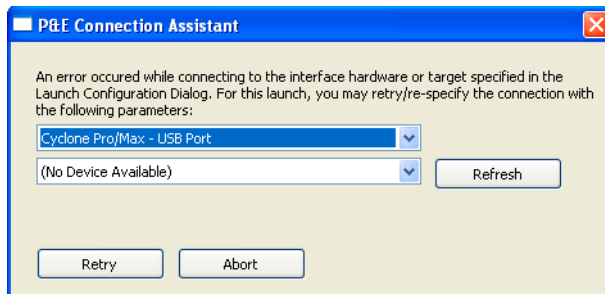 P&E Connection Assistant
An error occured while connecting to the interface hardware or target specified in the
Launch Configuration Dialog. For this launch, you may retry/re-specify the connection with
the following parameters:
Cyclone Pro/Max - USB Port
(No Device Available)
Refresh
Retry
Abort